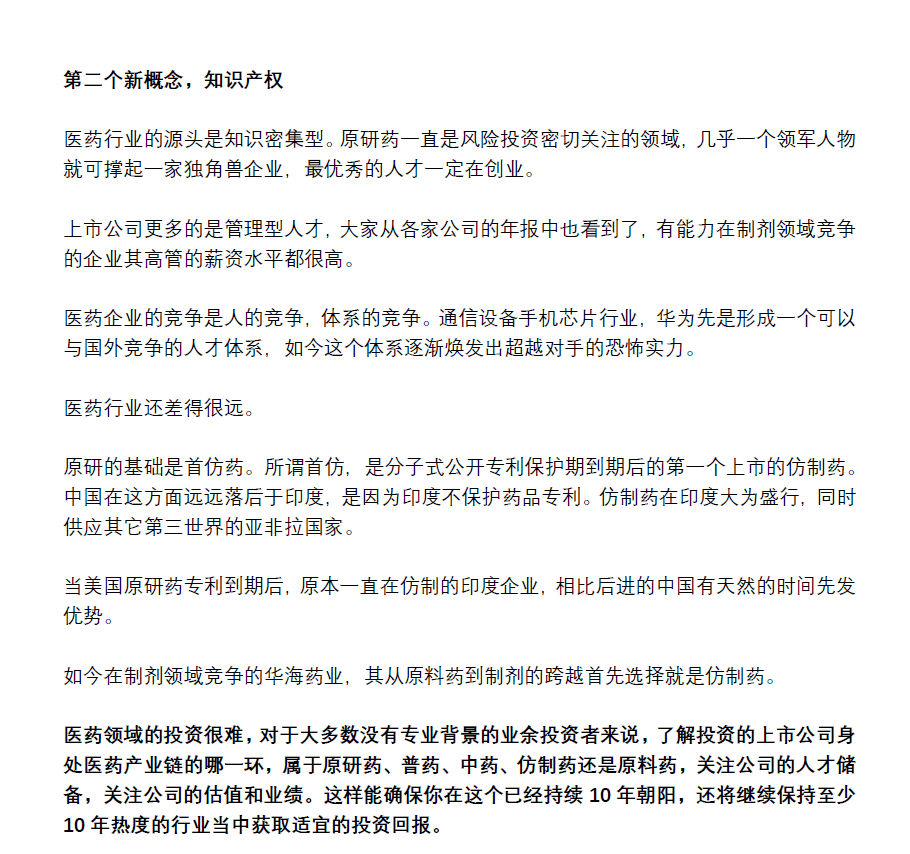 第二个新概念，知识产权
医药行业的源头是知识密集型。原研药一直是风险投资密切关注的领域，几乎一个领军人物
就可撑起一家独角兽企业，最优秀的人才一定在创业。
上市公司更多的是管理型人才，大家从各家公司的年报中也看到了，有能力在制剂领域竞争
的企业其高管的薪资水平都很高。
医药企业的竞争是人的竞争，体系的竞争。通信设备手机芯片行业，华为先是形成一个可以
与国外竞争的人才体系，如今这个体系逐渐焕发出超越对手的恐怖实力。
医药行业还差得很远。
原研的基础是首仿药。所谓首仿，是分子式公开专利保护期到期后的第一个上市的仿制药。
中国在这方面远远落后于印度，是因为印度不保护药品专利。仿制药在印度大为盛行，同时
供应其它第三世界的亚非拉国家。
当美国原研药专利到期后，原本一直在仿制的印度企业，相比后进的中国有天然的时间先发
优势。
如今在制剂领域竞争的华海药业，其从原料药到制剂的跨越首先选择就是仿制药。
医药领域的投资很难，对于大多数没有专业背景的业余投资者来说，了解投资的上市公司身
处医药产业链的哪一环，属于原研药、普药、中药、仿制药还是原料药，关注公司的人才储
备，关注公司的估值和业绩。这样能确保你在这个已经持续 10 年朝阳，还将继续保持至少
10 年热度的行业当中获取适宜的投资回报。